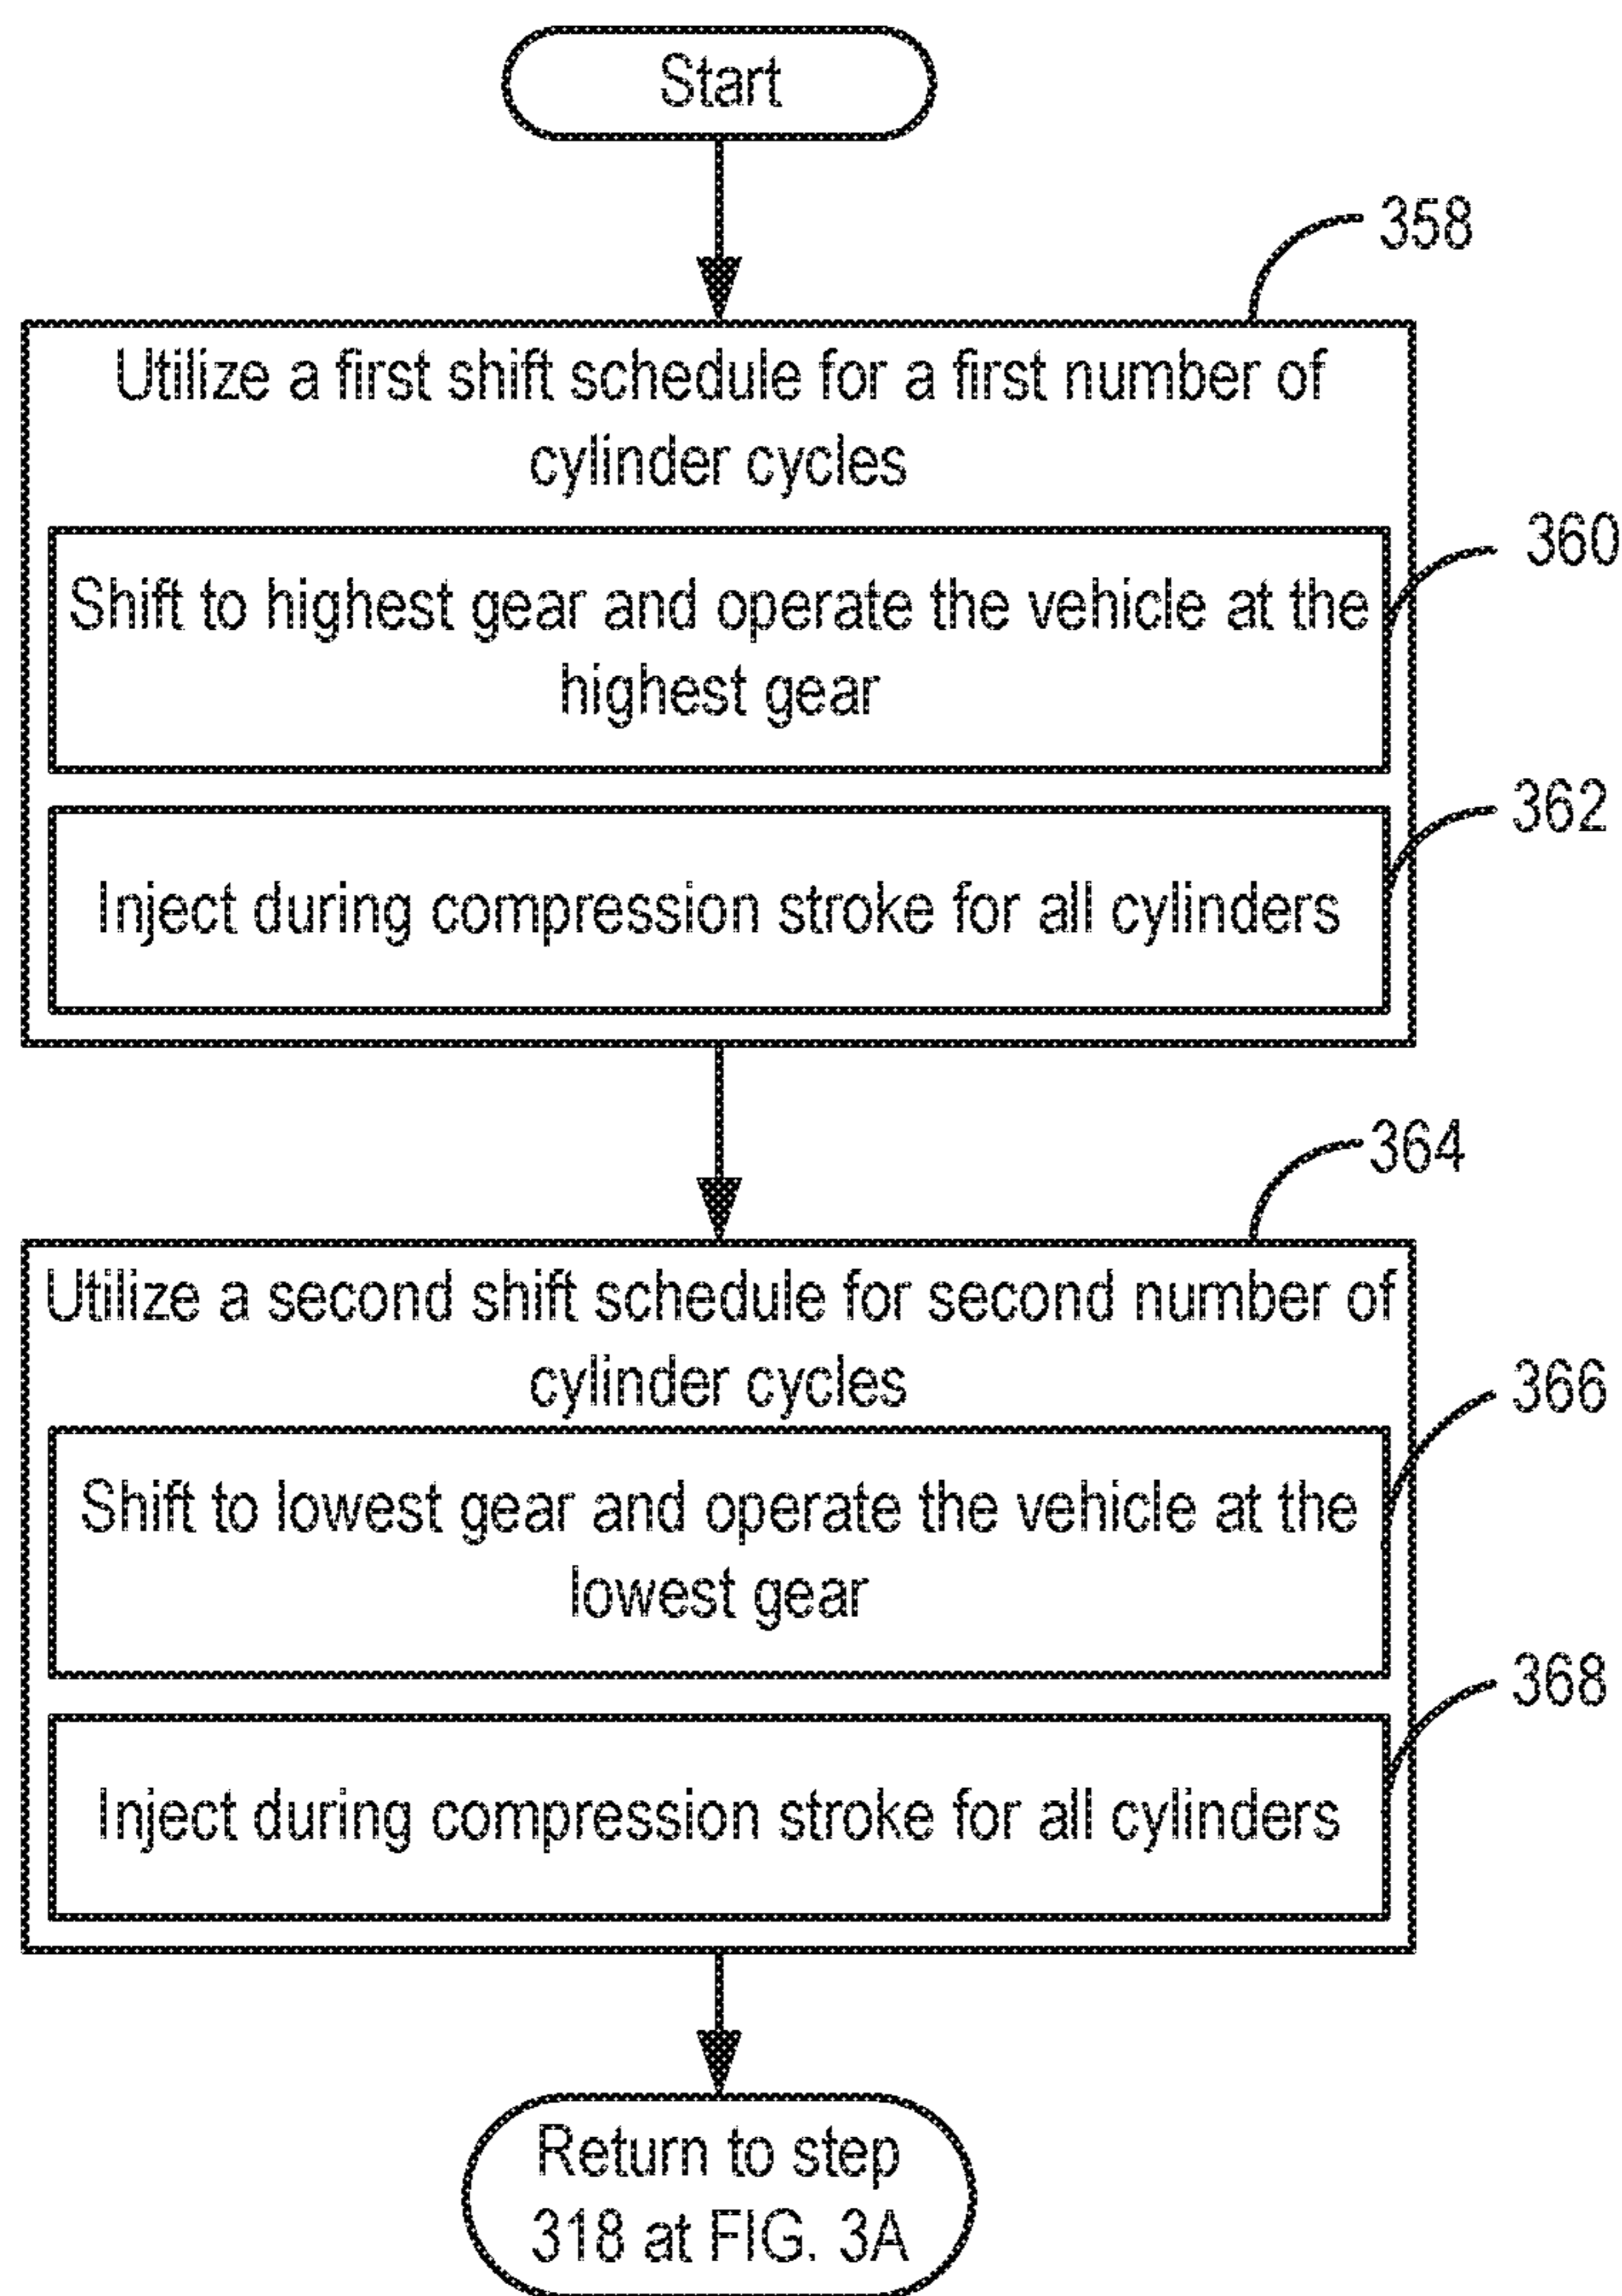 Start
358
Utilize a first shift schedule for a first number of
cylinder cycles
360
Shift to highest gear and operate the vehicle at the
highest gear
362
Inject during compression stroke for all cylinders
364
Utilize a second shift schedule for second number of
cylinder cycles
366
Shift to lowest gear and operate the vehicle at the
lowest gear
368
Inject during compression stroke for all cylinders
Return to step
318 at FIG. 3A